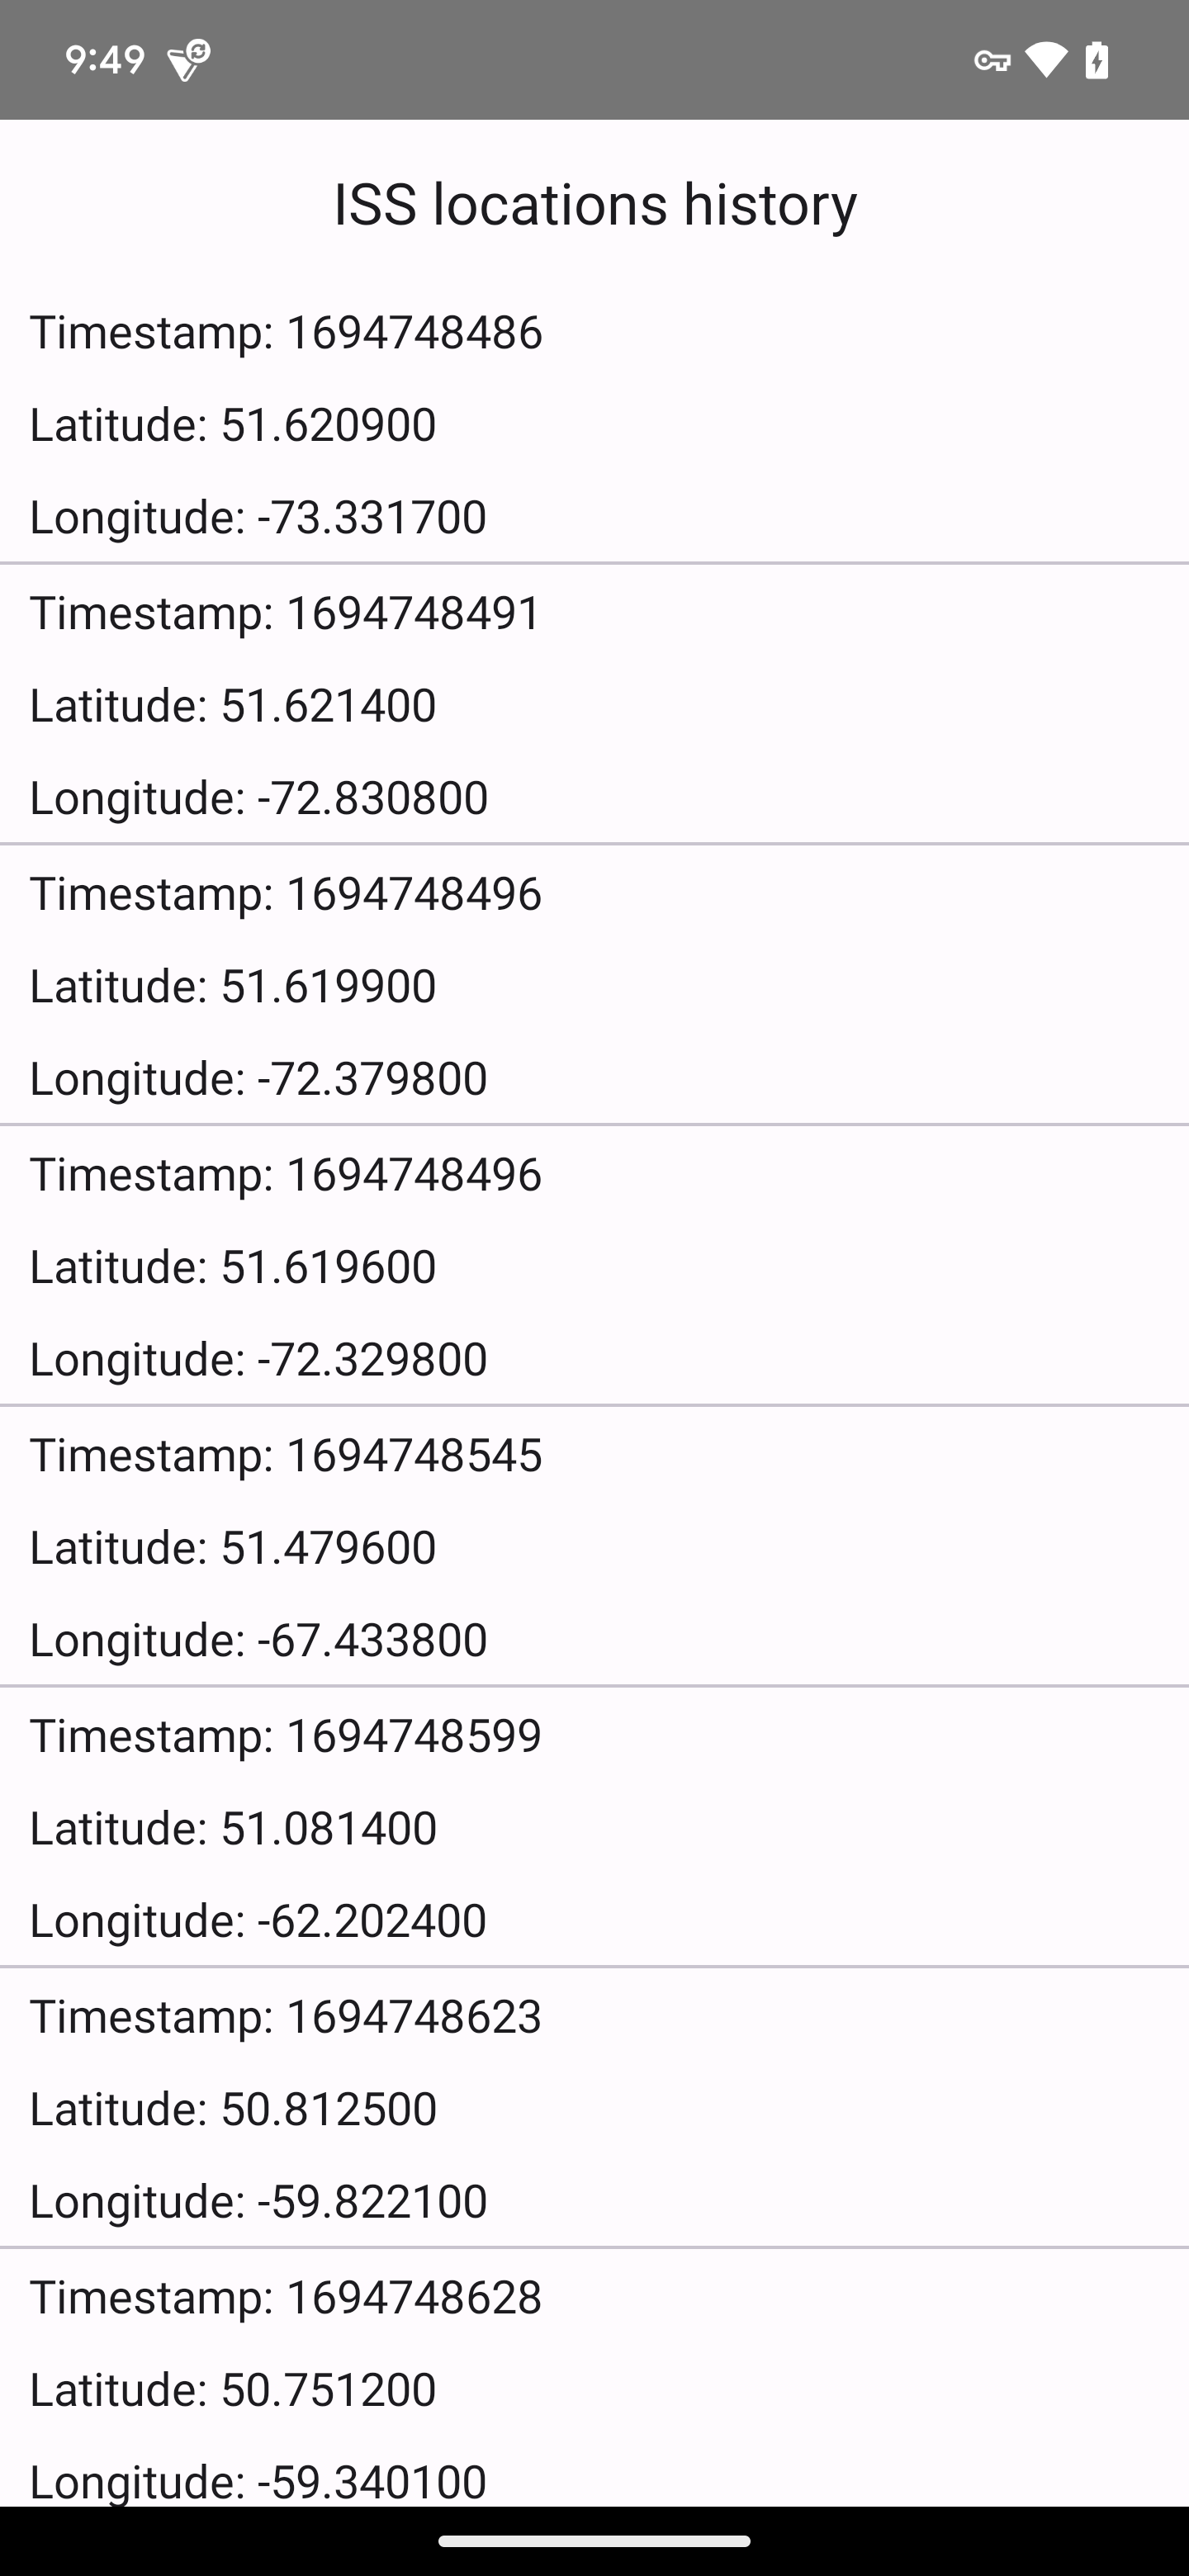 9:49
ISS locations history
Timestamp: 1694748486
Latitude: 51.620900
Longitude: -73.331700
Timestamp: 1694748491
Latitude: 51.621400
Longitude: -72.830800
Timestamp: 1694748496
Latitude: 51.619900
Longitude: -72.379800
Timestamp: 1694748496
Latitude: 51.619600
Longitude: -72.329800
Timestamp: 1694748545
Latitude: 51.479600
Longitude: -67.433800
Timestamp: 1694748599
Latitude: 51.081400
Longitude: -62.202400
Timestamp: 1694748623
Latitude: 50.812500
Longitude: -59.822100
Timestamp: 1694748628
Latitude: 50.751200
Longitude: -59.340100